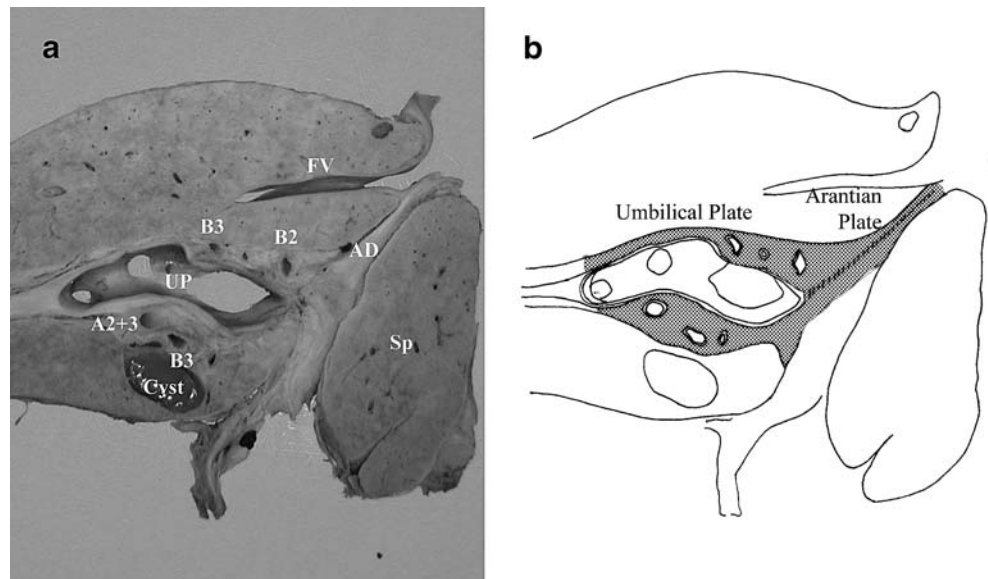 a
FV
B3
B2
AD
UP
A2+3
B3
Sp
Cyst
b
Umbilical Plate
Arantian
Plate